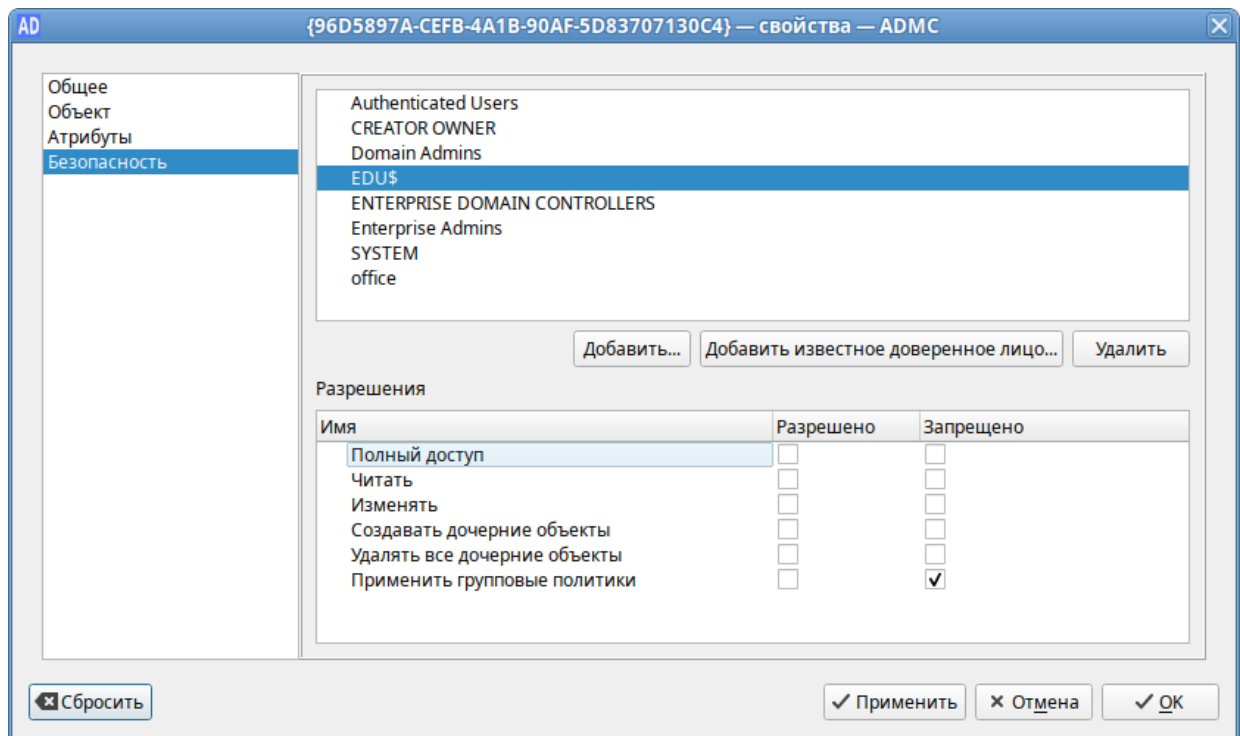 AD {96D5897A-CEFB-4A1B-90AF-5D83707130C4} — свойства — ADMC
Общее
Объект
Атрибуты
Безопасность
Authenticated Users
CREATOR OWNER
Domain Admins
EDU$
ENTERPRISE DOMAIN CONTROLLERS
Enterprise Admins
SYSTEM
office
Добавить... Добавить известное доверенное лицо... Удалить
Разрешения
Имя Разрешено Запрещено
Полный доступ
Читать
Изменять
Создавать дочерние объекты
Удалять все дочерние объекты
Применить групповые политики
Сбросить Применить Отмена OK